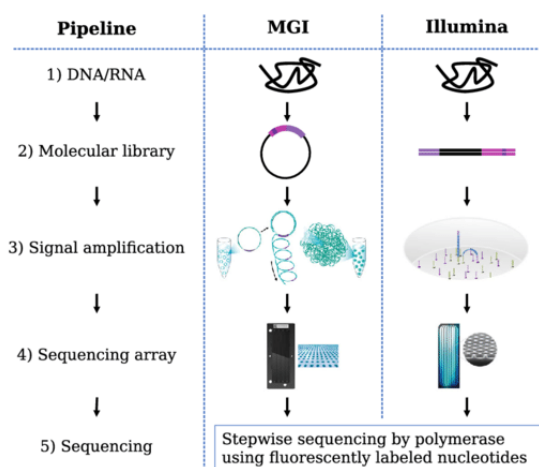 Pipeline MGI Illumina
1) DNA/RNA
2) Molecular library
3) Signal amplification
4) Sequencing array
5) Sequencing
Stepwise sequencing by polymerase
using fluorescently labeled nucleotides